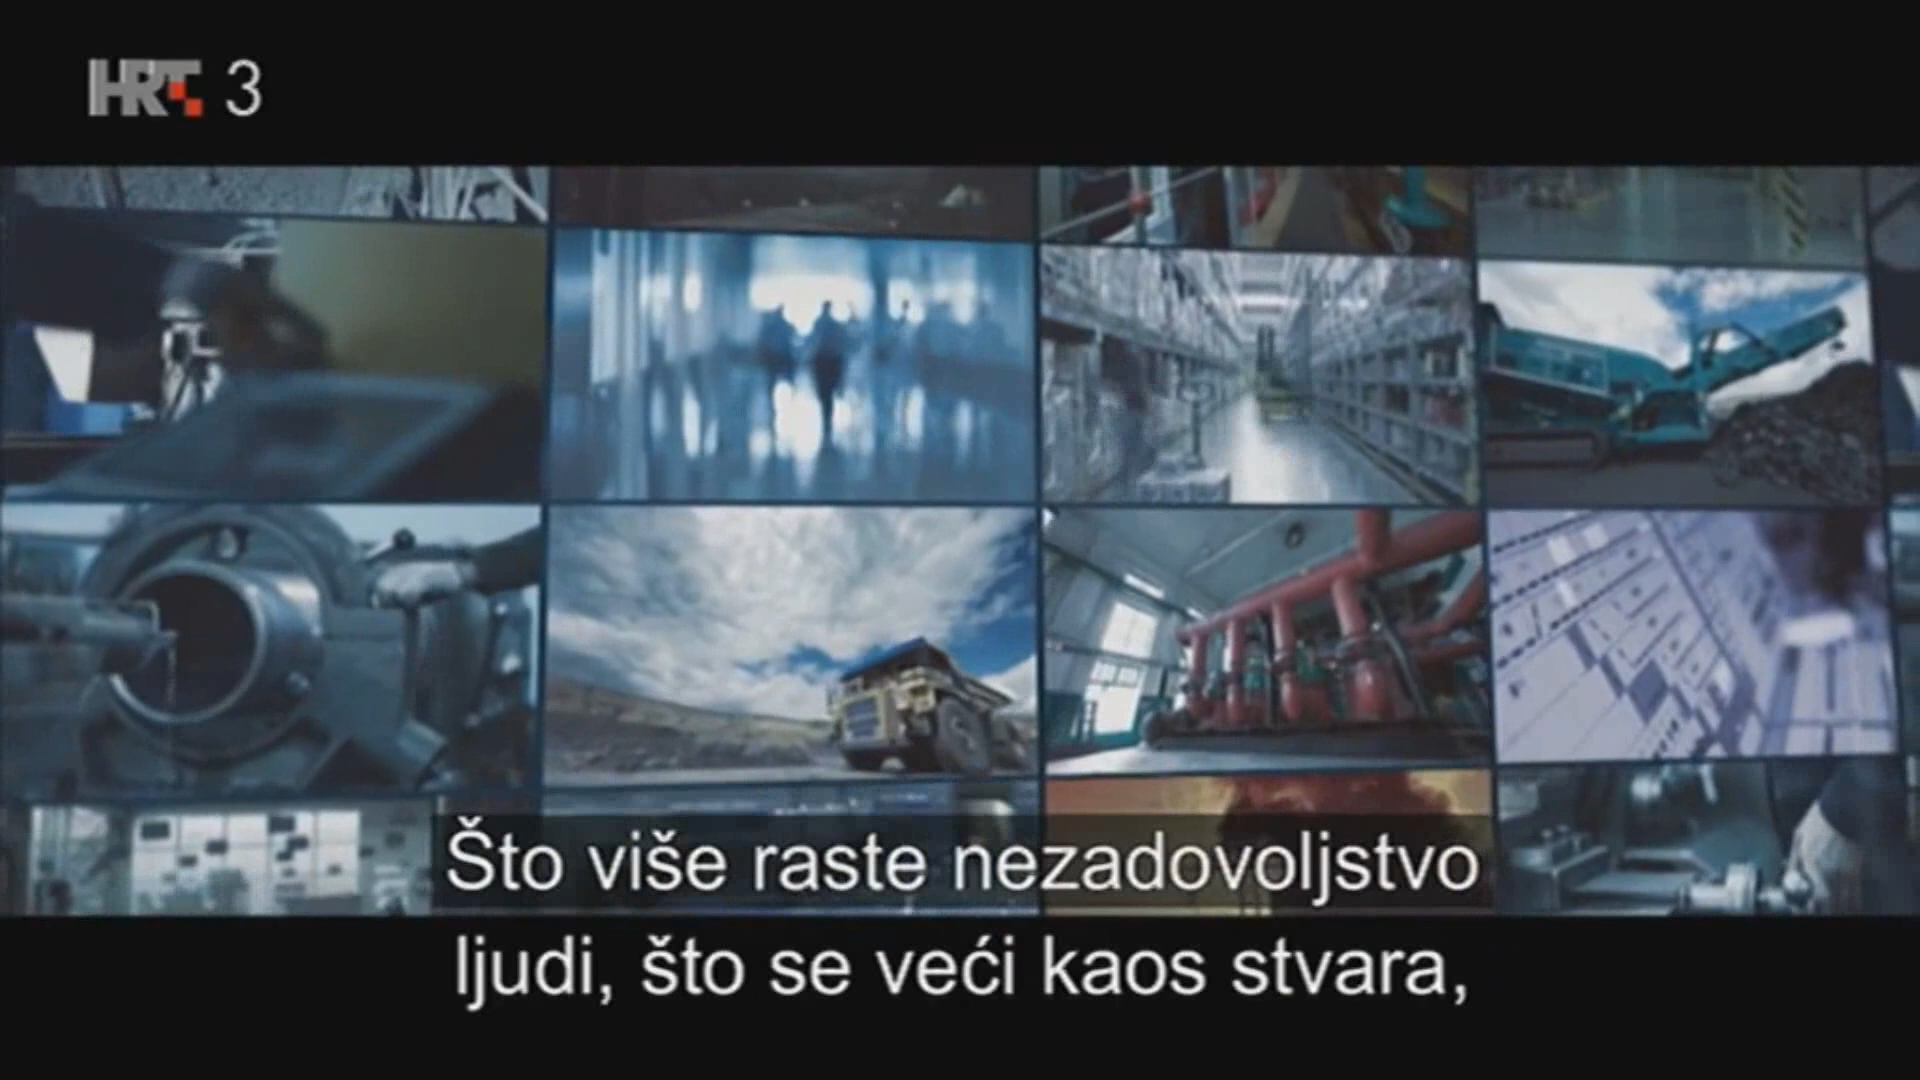 HRT 3
Što više raste nezadovoljstvo
ljudi, što se veći kaos stvara,